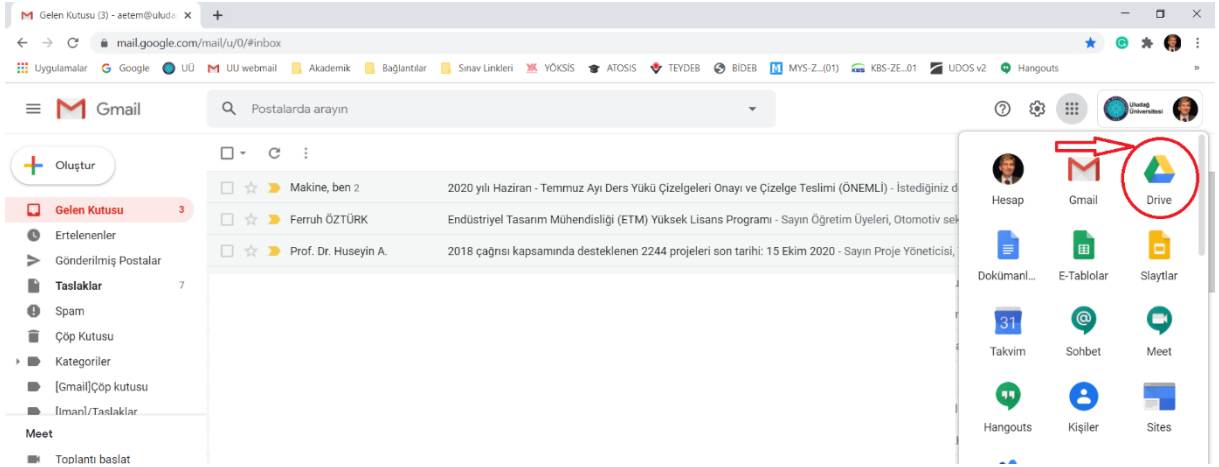 Gelen Kutusu (3) - aetem@uluda
mail.google.com/mail/u/0/#inbox
Uygulamalar Google UÜ UU webmail Akademik Bağlantılar Sınav Linkleri YÖKSİS ATOSIS TEYDEB BİDEB MYS-Z...(01) KBS-ZE...01 UDOS v2 Hangouts »
Gmail
Postalarda arayın
Uludağ Üniversitesi
Oluştur
Gelen Kutusu 3
Ertelenenler
Gönderilmiş Postalar
Taslaklar 7
Spam
Çöp Kutusu
Kategoriler
[Gmail]Çöp kutusu
[Imap]/Taslaklar
Meet
Toplantı başlat
Makine, ben 2 2020 yılı Haziran - Temmuz Ayı Ders Yükü Çizelgeleri Onayı ve Çizelge Teslimi (ÖNEMLİ) - İstediğiniz d
Ferruh ÖZTÜRK Endüstriyel Tasarım Mühendisliği (ETM) Yüksek Lisans Programı - Sayın Öğretim Üyeleri, Otomotiv sek
Prof. Dr. Huseyin A. 2018 çağrısı kapsamında desteklenen 2244 projeleri son tarihi: 15 Ekim 2020 - Sayın Proje Yöneticisi,
Hesap Gmail Drive
Dokümanl... E-Tablolar Slaytlar
31
Takvim Sohbet Meet
Hangouts Kişiler Sites